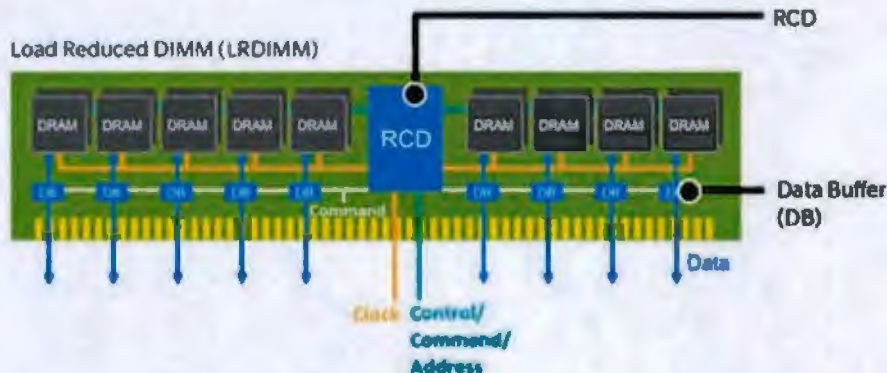 RCD
Load Reduced DIMM (LRDIMM)
DRAM DRAM DRAM DRAM DRAM RCD DRAM DRAM DRAM DRAM
DB DB DB DB DB DB DB DB
Command
Data Buffer
(DB)
Data
Clock Control/
Command/
Address